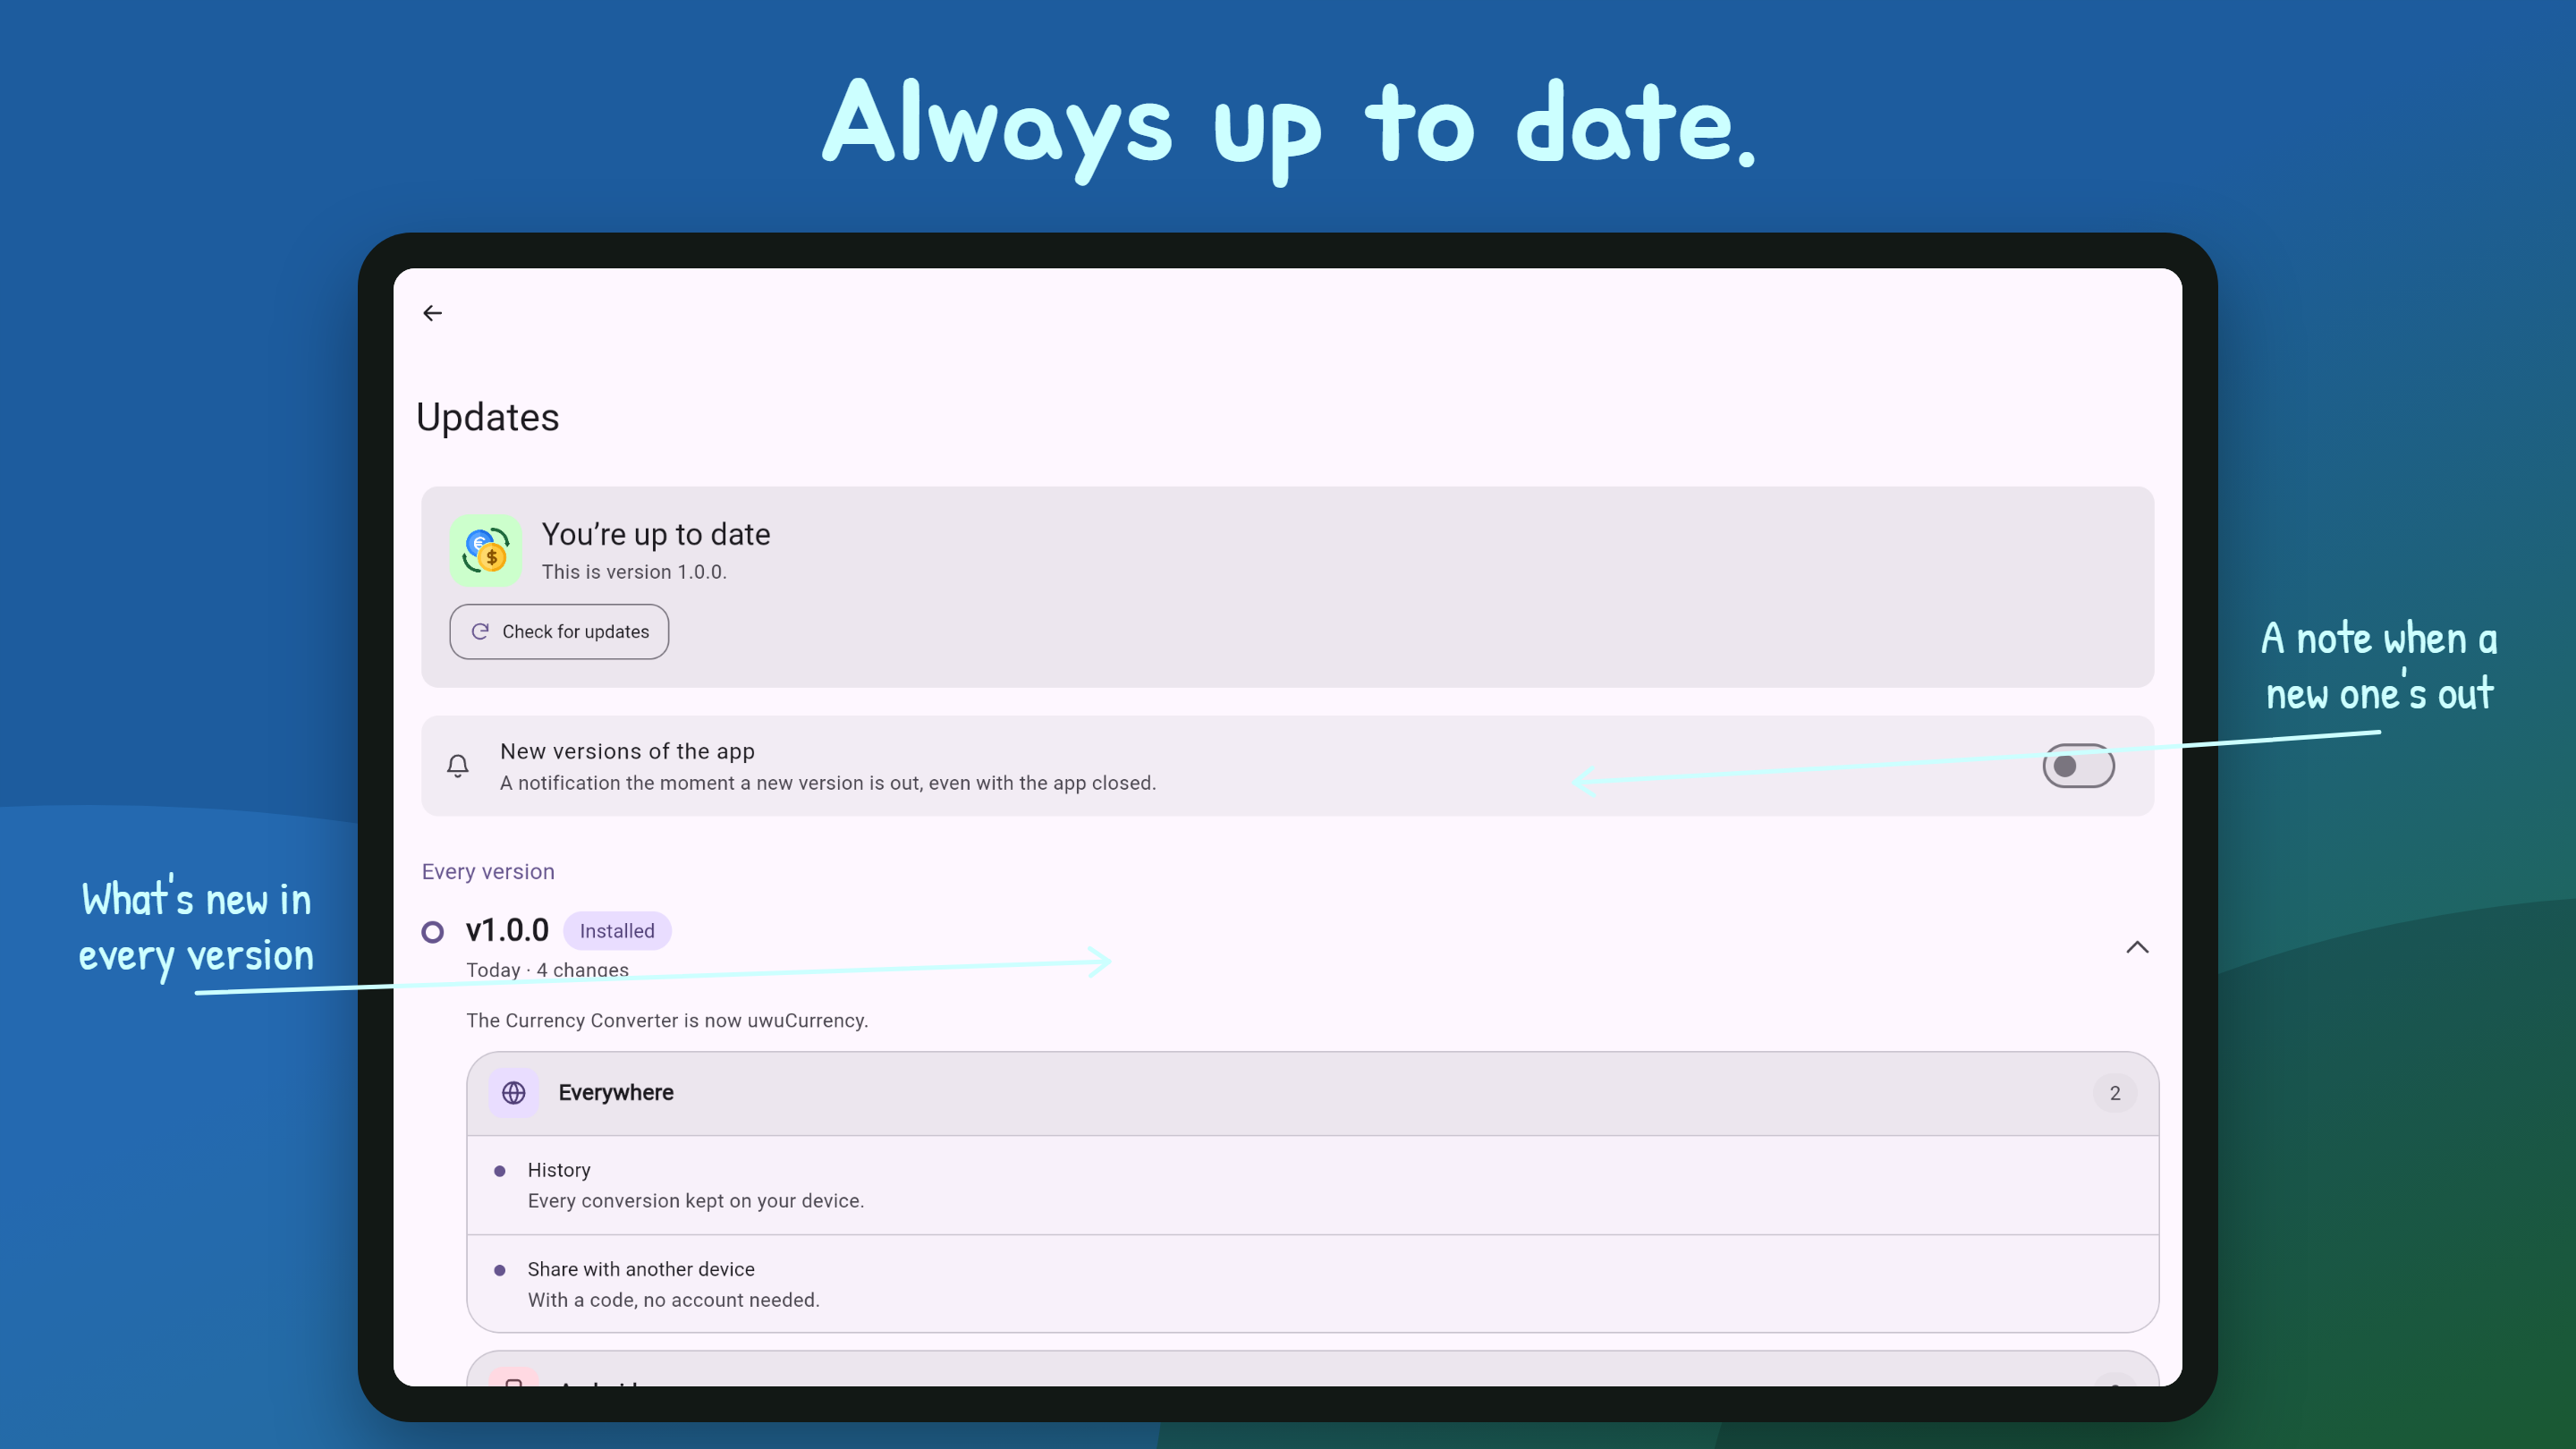 Always up to date.
Updates
You’re up to date
This is version 1.0.0.
Check for updates
A note when a
new one's out
New versions of the app
A notification the moment a new version is out, even with the app closed.
Every version
What's new in
every version
v1.0.0 Installed
Today · 4 changes
The Currency Converter is now uwuCurrency.
Everywhere 2
History
Every conversion kept on your device.
Share with another device
With a code, no account needed.